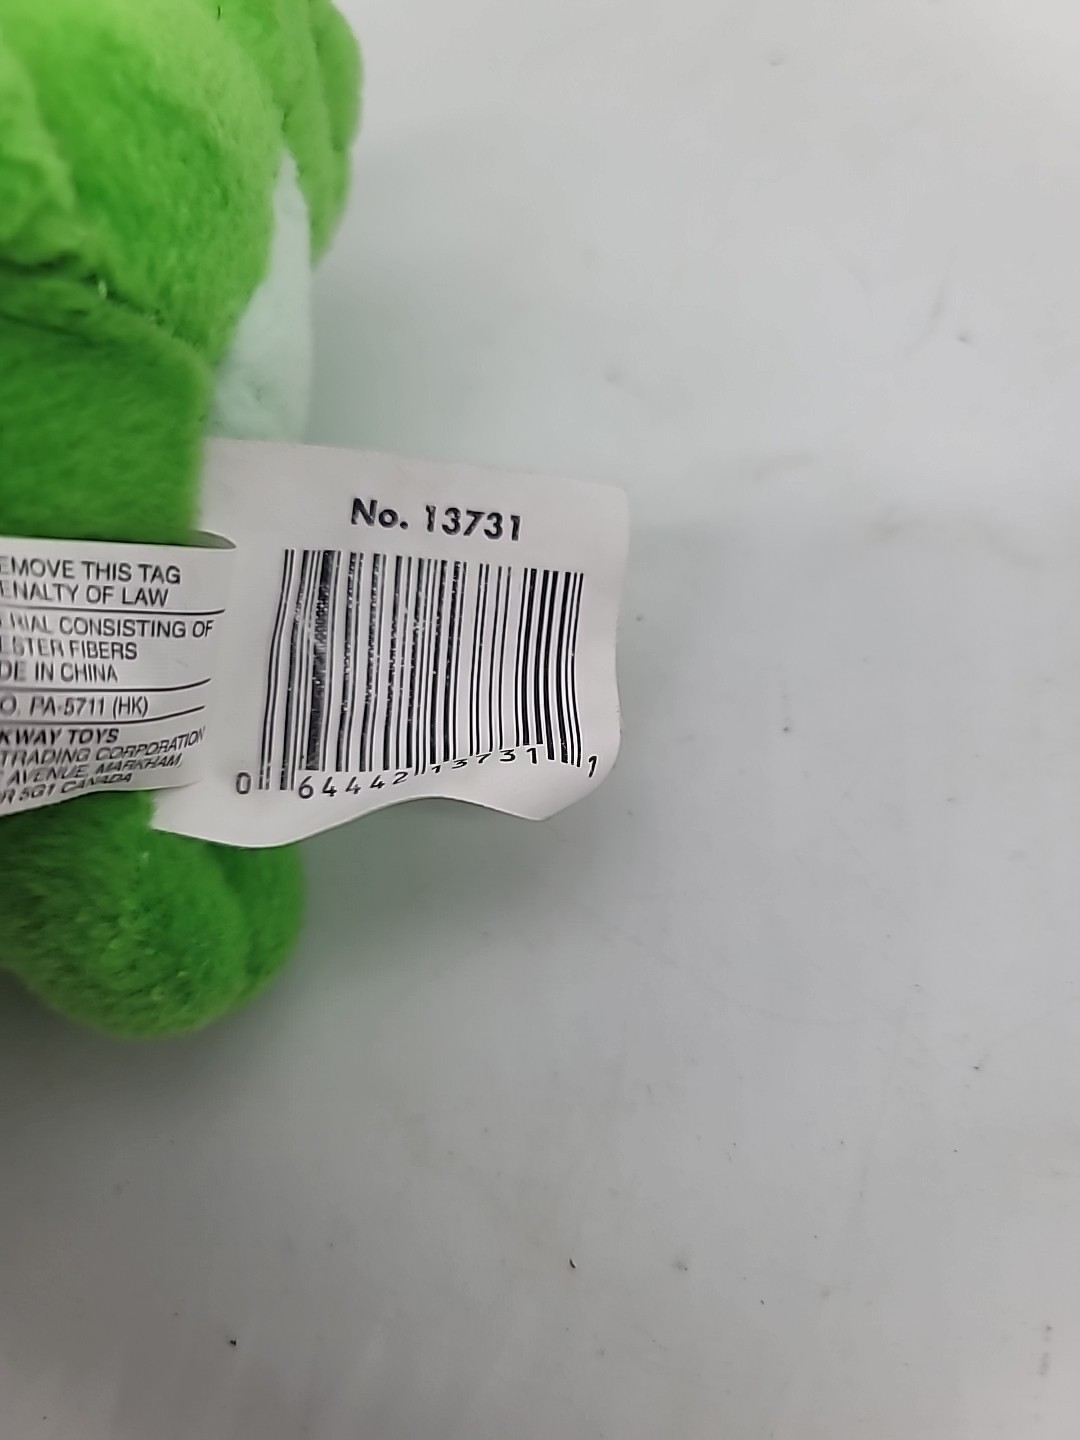 No. 13731
0 64442 13731 1
EMOVE THIS TAG
ENALTY OF LAW
RIAL CONSISTING OF
ESTER FIBERS
DE IN CHINA
O. PA-5711 (HK)
KWAY TOYS
TRADING CORPORATION
AVENUE, MARKHAM,
R 5G1 CANADA